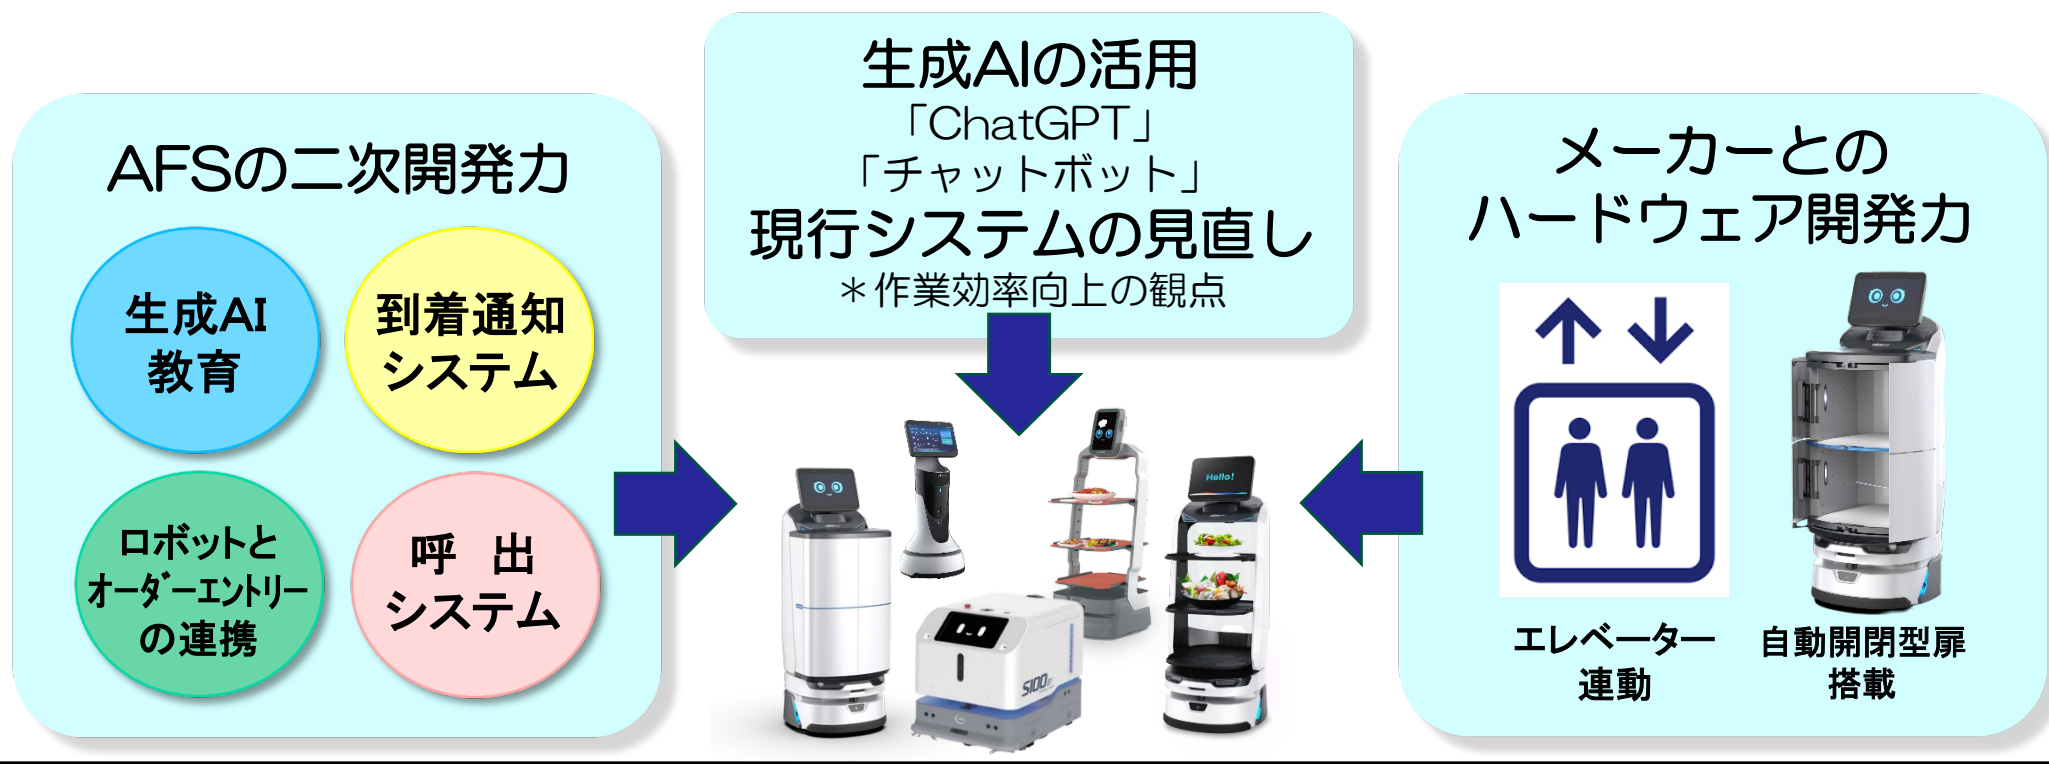 AFSの二次開発力
生成AI
教育
到着通知
システム
ロボットと
オーダーエントリー
の連携
呼 出
システム
生成AIの活用
「ChatGPT」
「チャットボット」
現行システムの見直し
＊作業効率向上の観点
Hello!
S100
メーカーとの
ハードウェア開発力
エレベーター
連動
自動開閉型扉
搭載